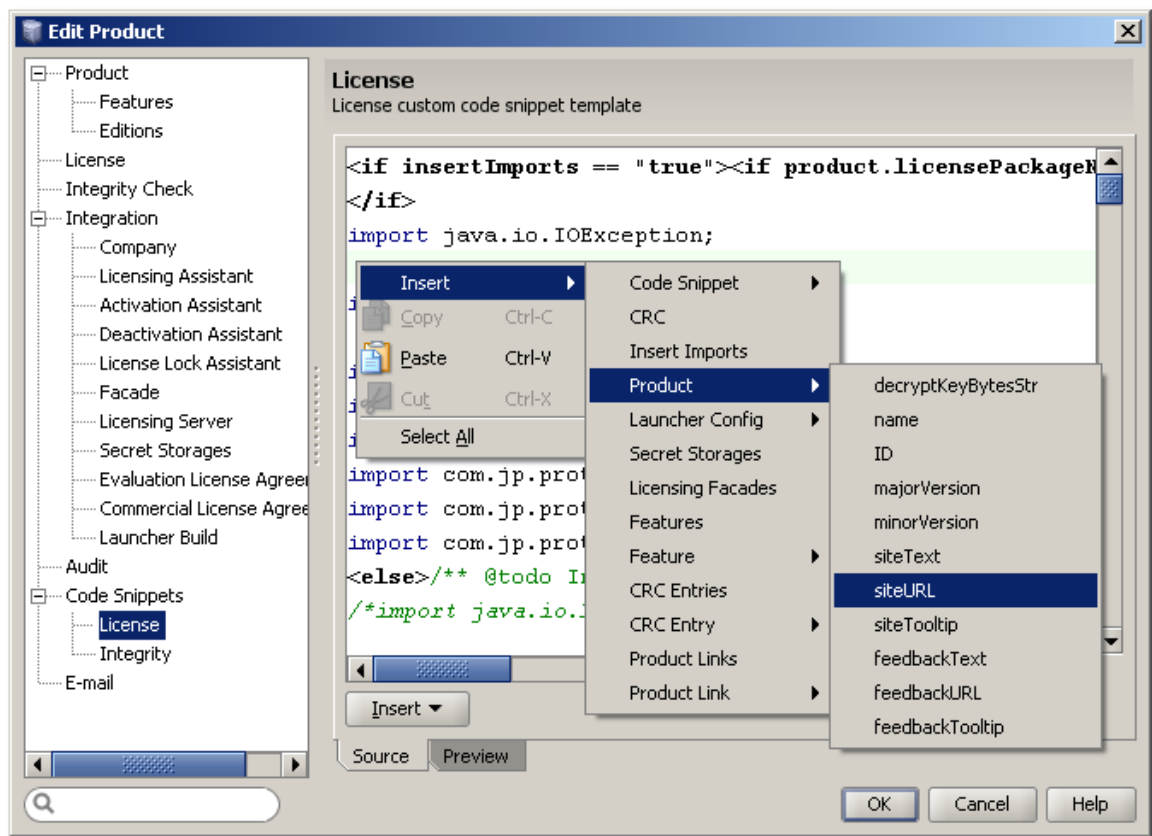 Edit Product
Product
Features
Editions
License
Integrity Check
Integration
Company
Licensing Assistant
Activation Assistant
Deactivation Assistant
License Lock Assistant
Facade
Licensing Server
Secret Storages
Evaluation License Agree
Commercial License Agree
Launcher Build
Audit
Code Snippets
License
Integrity
E-mail
License
License custom code snippet template
<if insertImports == "true"><if product.licensePackageN
</if>
import java.io.IOException;
import com.jp.prot
import com.jp.prot
import com.jp.prot
<else>/** @todo I
/*import java.io.
Insert
Copy Ctrl-C
Paste Ctrl-V
Cut Ctrl-X
Select All
Code Snippet
CRC
Insert Imports
Product
Launcher Config
Secret Storages
Licensing Facades
Features
Feature
CRC Entries
CRC Entry
Product Links
Product Link
decryptKeyBytesStr
name
ID
majorVersion
minorVersion
siteText
siteURL
siteTooltip
feedbackText
feedbackURL
feedbackTooltip
Insert
Source Preview
OK Cancel Help